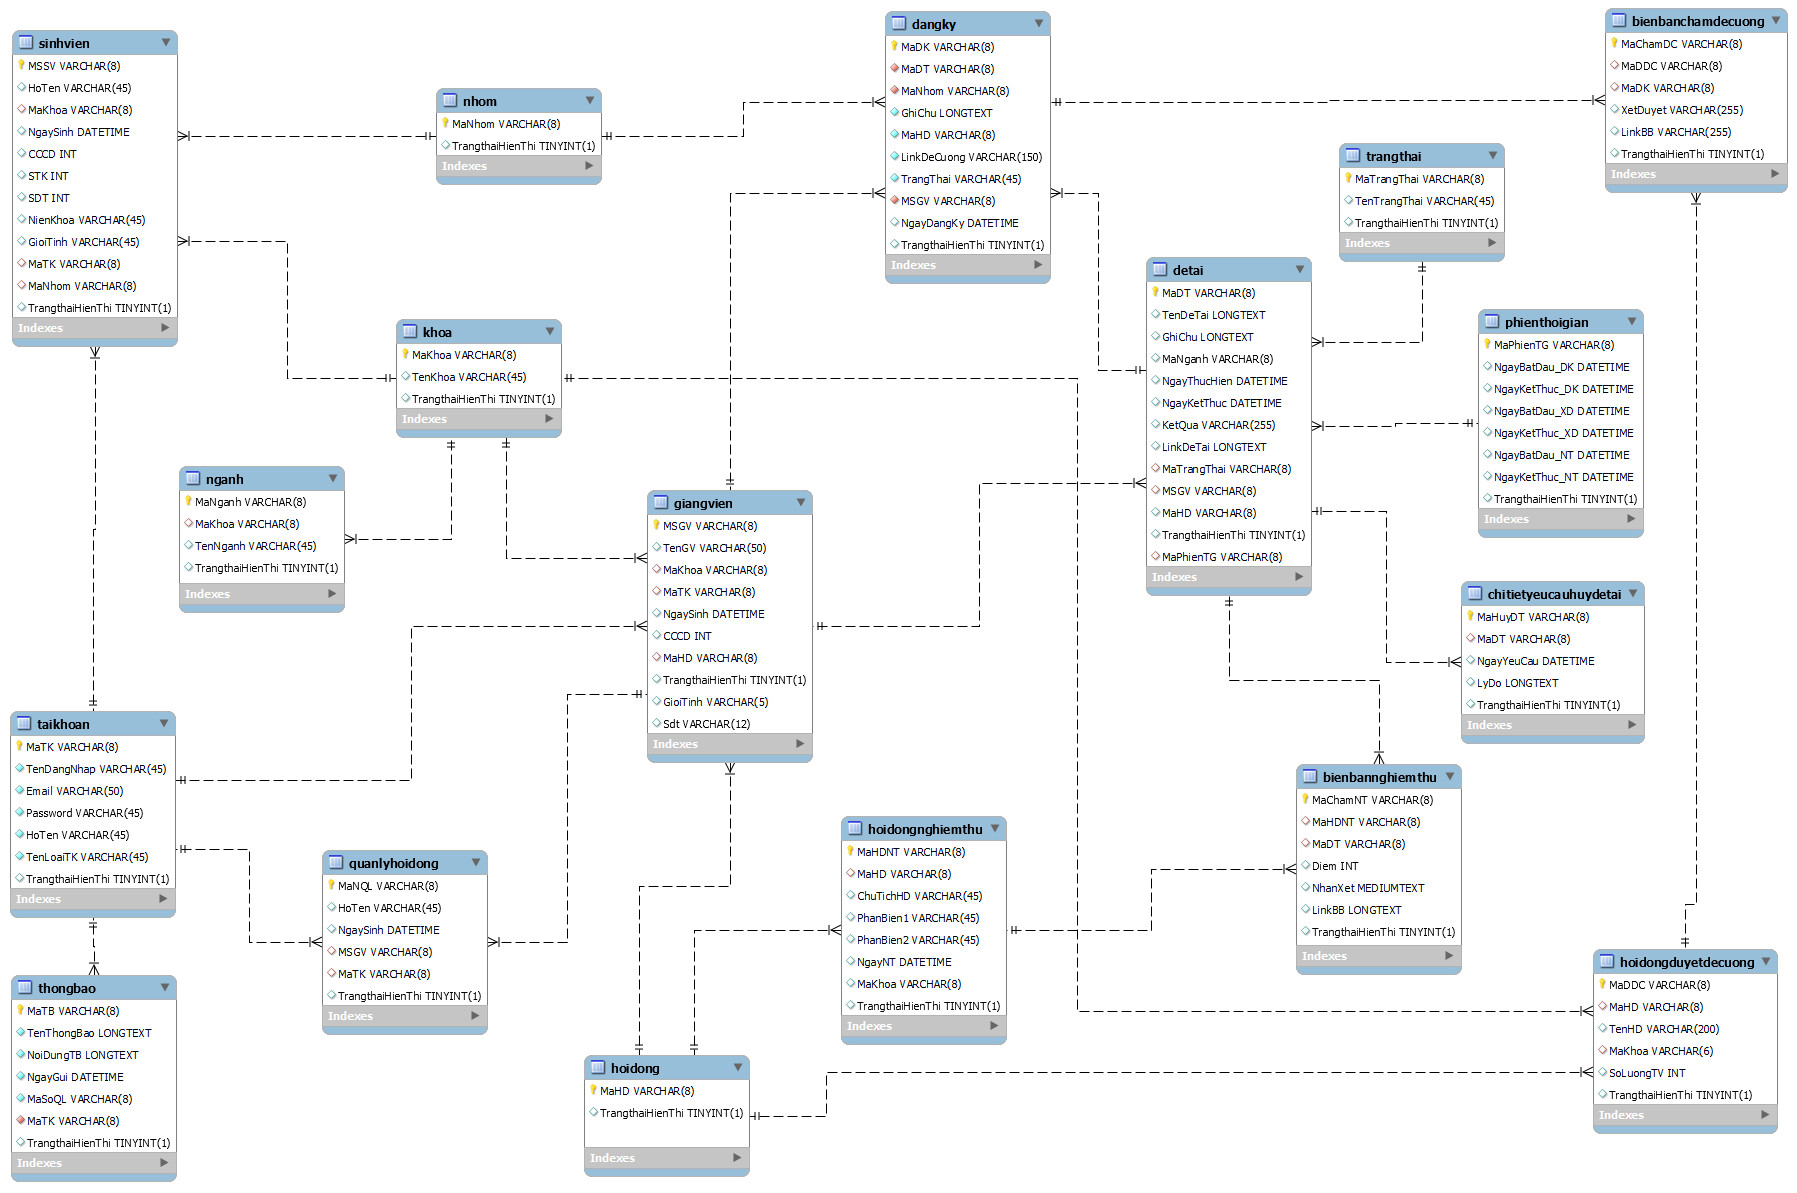 sinhvien
MSSV VARCHAR(8)
HoTen VARCHAR(45)
MaKhoa VARCHAR(8)
NgaySinh DATETIME
CCCD INT
STK INT
SDT INT
NienKhoa VARCHAR(45)
GioiTinh VARCHAR(45)
MaTK VARCHAR(8)
MaNhom VARCHAR(8)
TrangthaiHienThi TINYINT(1)
Indexes
nhom
MaNhom VARCHAR(8)
TrangthaiHienThi TINYINT(1)
Indexes
dangky
MaDK VARCHAR(8)
MaDT VARCHAR(8)
MaNhom VARCHAR(8)
GhiChu LONGTEXT
MaHD VARCHAR(8)
LinkDeCuong VARCHAR(150)
TrangThai VARCHAR(45)
MSGV VARCHAR(8)
NgayDangKy DATETIME
TrangthaiHienThi TINYINT(1)
Indexes
bienbanchamdecuong
MaChamDC VARCHAR(8)
MaDDC VARCHAR(8)
MaDK VARCHAR(8)
XetDuyet VARCHAR(255)
LinkBB VARCHAR(255)
TrangthaiHienThi TINYINT(1)
Indexes
trangthai
MaTrangThai VARCHAR(8)
TenTrangThai VARCHAR(45)
TrangthaiHienThi TINYINT(1)
Indexes
khoa
MaKhoa VARCHAR(8)
TenKhoa VARCHAR(45)
TrangthaiHienThi TINYINT(1)
Indexes
detai
MaDT VARCHAR(8)
TenDeTai LONGTEXT
GhiChu LONGTEXT
MaNganh VARCHAR(8)
NgayThucHien DATETIME
NgayKetThuc DATETIME
KetQua VARCHAR(255)
LinkDeTai LONGTEXT
MaTrangThai VARCHAR(8)
MSGV VARCHAR(8)
MaHD VARCHAR(8)
TrangthaiHienThi TINYINT(1)
MaPhienTG VARCHAR(8)
Indexes
phienthoigian
MaPhienTG VARCHAR(8)
NgayBatDau_DK DATETIME
NgayKetThuc_DK DATETIME
NgayBatDau_XD DATETIME
NgayKetThuc_XD DATETIME
NgayBatDau_NT DATETIME
NgayKetThuc_NT DATETIME
TrangthaiHienThi TINYINT(1)
Indexes
nganh
MaNganh VARCHAR(8)
MaKhoa VARCHAR(8)
TenNganh VARCHAR(45)
TrangthaiHienThi TINYINT(1)
Indexes
giangvien
MSGV VARCHAR(8)
TenGV VARCHAR(50)
MaKhoa VARCHAR(8)
MaTK VARCHAR(8)
NgaySinh DATETIME
CCCD INT
MaHD VARCHAR(8)
TrangthaiHienThi TINYINT(1)
GioiTinh VARCHAR(5)
Sdt VARCHAR(12)
Indexes
chitietyeucauhuydetai
MaHuyDT VARCHAR(8)
MaDT VARCHAR(8)
NgayYeuCau DATETIME
LyDo LONGTEXT
TrangthaiHienThi TINYINT(1)
Indexes
taikhoan
MaTK VARCHAR(8)
TenDangNhap VARCHAR(45)
Email VARCHAR(50)
Password VARCHAR(45)
HoTen VARCHAR(45)
TenLoaiTK VARCHAR(45)
TrangthaiHienThi TINYINT(1)
Indexes
quanlyhoidong
MaNQL VARCHAR(8)
HoTen VARCHAR(45)
NgaySinh DATETIME
MSGV VARCHAR(8)
MaTK VARCHAR(8)
TrangthaiHienThi TINYINT(1)
Indexes
hoidongnghiemthu
MaHDNT VARCHAR(8)
MaHD VARCHAR(8)
ChuTichHD VARCHAR(45)
PhanBien1 VARCHAR(45)
PhanBien2 VARCHAR(45)
NgayNT DATETIME
MaKhoa VARCHAR(8)
TrangthaiHienThi TINYINT(1)
Indexes
bienbannghiemthu
MaChamNT VARCHAR(8)
MaHDNT VARCHAR(8)
MaDT VARCHAR(8)
Diem INT
NhanXet MEDIUMTEXT
LinkBB LONGTEXT
TrangthaiHienThi TINYINT(1)
Indexes
thongbao
MaTB VARCHAR(8)
TenThongBao LONGTEXT
NoiDungTB LONGTEXT
NgayGui DATETIME
MaSoQL VARCHAR(8)
MaTK VARCHAR(8)
TrangthaiHienThi TINYINT(1)
Indexes
hoidong
MaHD VARCHAR(8)
TrangthaiHienThi TINYINT(1)
Indexes
hoidongduyetdecuong
MaDDC VARCHAR(8)
MaHD VARCHAR(8)
TenHD VARCHAR(200)
MaKhoa VARCHAR(6)
SoLuongTV INT
TrangthaiHienThi TINYINT(1)
Indexes